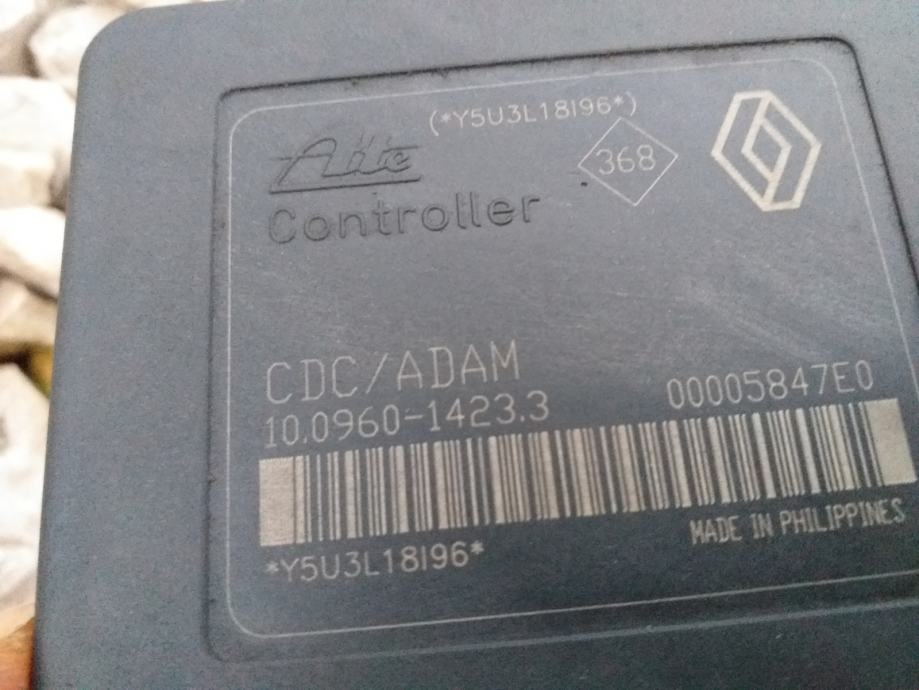 (*Y5U3L18I96*)
Ate
368
Controller
CDC/ADAM
10.0960-1423.3
00005847E0
*Y5U3L18I96*
MADE IN PHILIPPINES